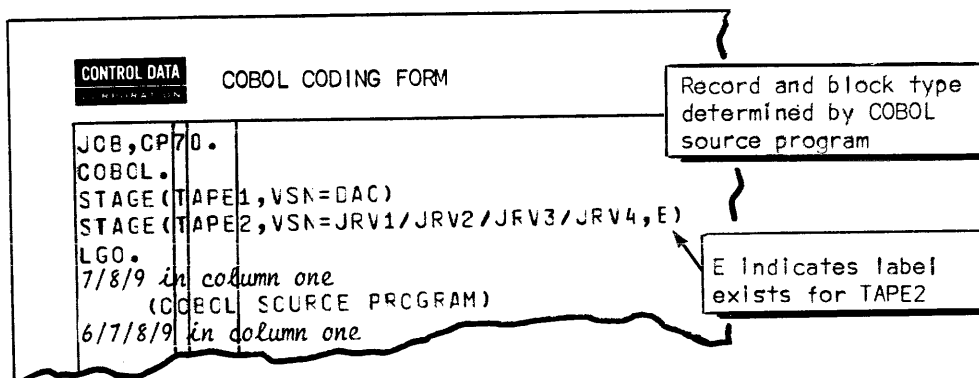 CONTROL DATA
CORPORATION
COBOL CODING FORM
JOB,CP70.
COBOL.
STAGE(TAPE1,VSN=DAC)
STAGE(TAPE2,VSN=JRV1/JRV2/JRV3/JRV4,E)
LGO.
7/8/9 in column one
(COBOL SOURCE PROGRAM)
6/7/8/9 in column one
Record and block type
determined by COBOL
source program
E indicates label
exists for TAPE2